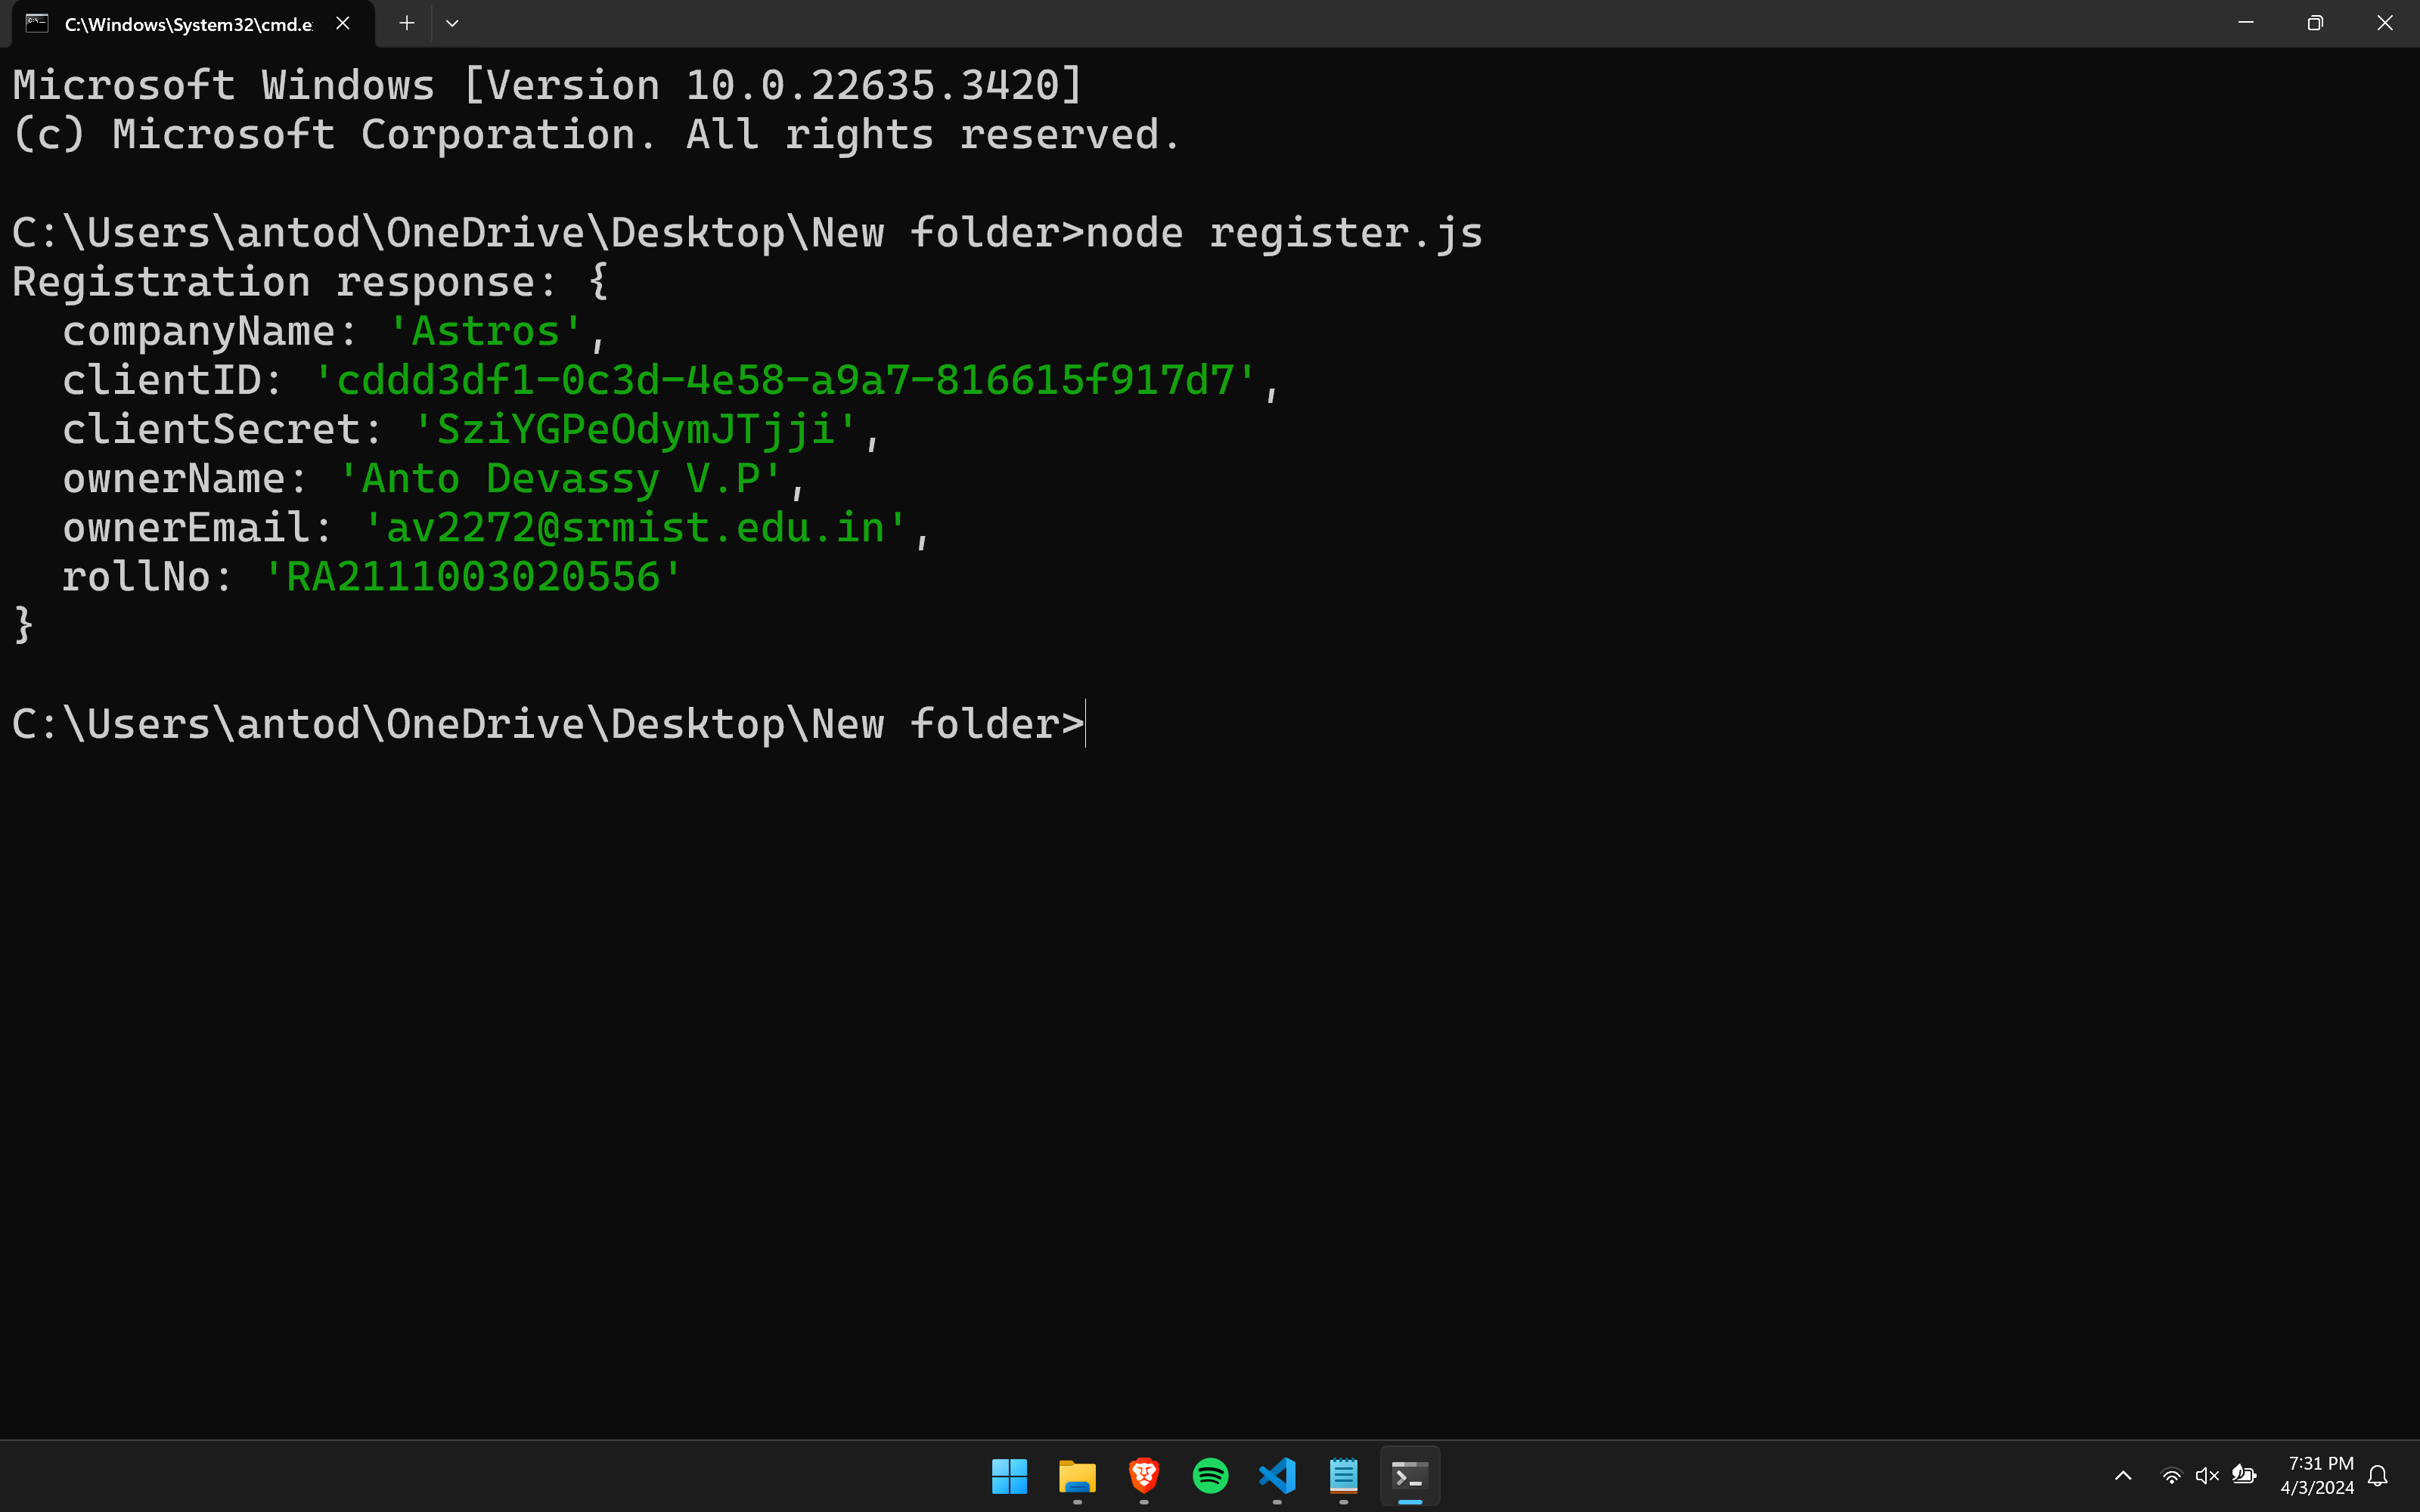 C:\Windows\System32\cmd.e
Microsoft Windows [Version 10.0.22635.3420]
(c) Microsoft Corporation. All rights reserved.
C:\Users\antod\OneDrive\Desktop\New folder>node register.js
Registration response: {
  companyName: 'Astros',
  clientID: 'cddd3df1-0c3d-4e58-a9a7-816615f917d7',
  clientSecret: 'SziYGPeOdymJTjji',
  ownerName: 'Anto Devassy V.P',
  ownerEmail: 'av2272@srmist.edu.in',
  rollNo: 'RA2111003020556'
}
C:\Users\antod\OneDrive\Desktop\New folder>
7:31 PM
4/3/2024